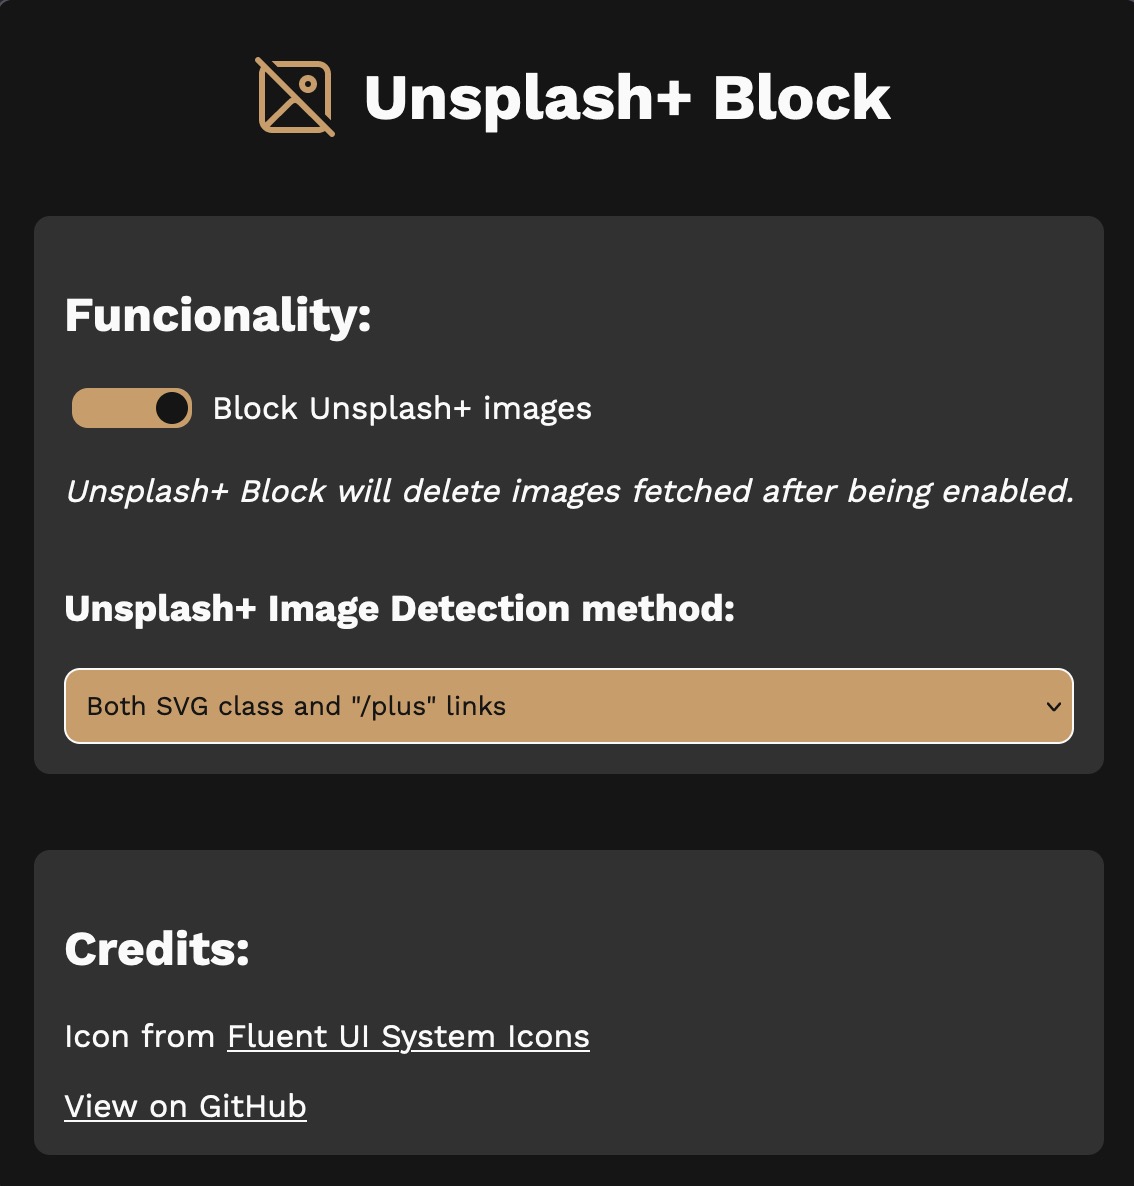 Unsplash+ Block
Funcionality:
Block Unsplash+ images
Unsplash+ Block will delete images fetched after being enabled.
Unsplash+ Image Detection method:
Both SVG class and "/plus" links
Credits:
Icon from Fluent UI System Icons
View on GitHub